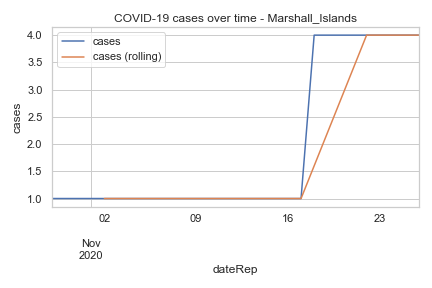 COVID-19 cases over time - Marshall_Islands
cases
cases (rolling)
4.0
3.5
3.0
2.5
2.0
1.5
1.0
cases
02
09
16
23
Nov
2020
dateRep